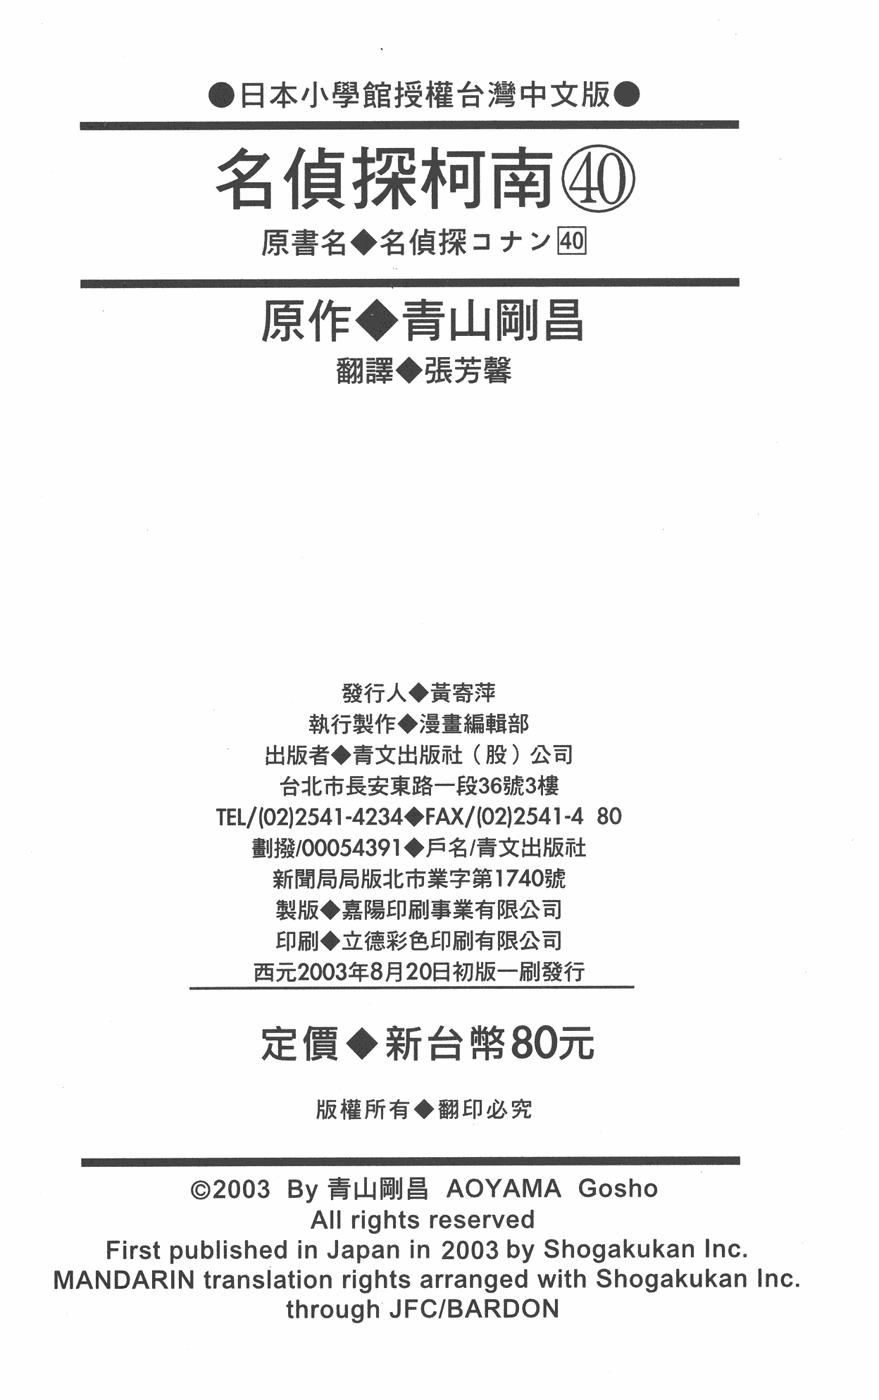 ●日本小學館授權台灣中文版●
名偵探柯南㊵
原書名◆名偵探コナン40
原作◆青山剛昌
翻譯◆張芳馨
發行人◆黃寄萍
執行製作◆漫畫編輯部
出版者◆青文出版社（股）公司
台北市長安東路一段36號3樓
TEL/(02)2541-4234◆FAX/(02)2541-4 80
劃撥/00054391◆戶名/青文出版社
新聞局局版北市業字第1740號
製版◆嘉陽印刷事業有限公司
印刷◆立德彩色印刷有限公司
西元2003年8月20日初版一刷發行
定價◆新台幣80元
版權所有◆翻印必究
©2003 By 青山剛昌 AOYAMA Gosho
All rights reserved
First published in Japan in 2003 by Shogakukan Inc.
MANDARIN translation rights arranged with Shogakukan Inc.
through JFC/BARDON